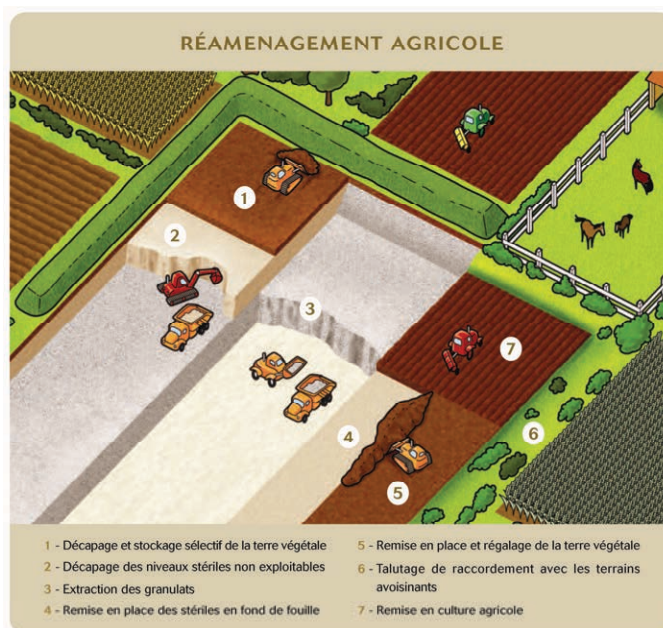 RÉAMENAGEMENT AGRICOLE
1
2
3
4
5
6
7
1 - Décapage et stockage sélectif de la terre végétale
2 - Décapage des niveaux stériles non exploitables
3 - Extraction des granulats
4 - Remise en place des stériles en fond de fouille
5 - Remise en place et régalage de la terre végétale
6 - Talutage de raccordement avec les terrains
avoisinants
7 - Remise en culture agricole